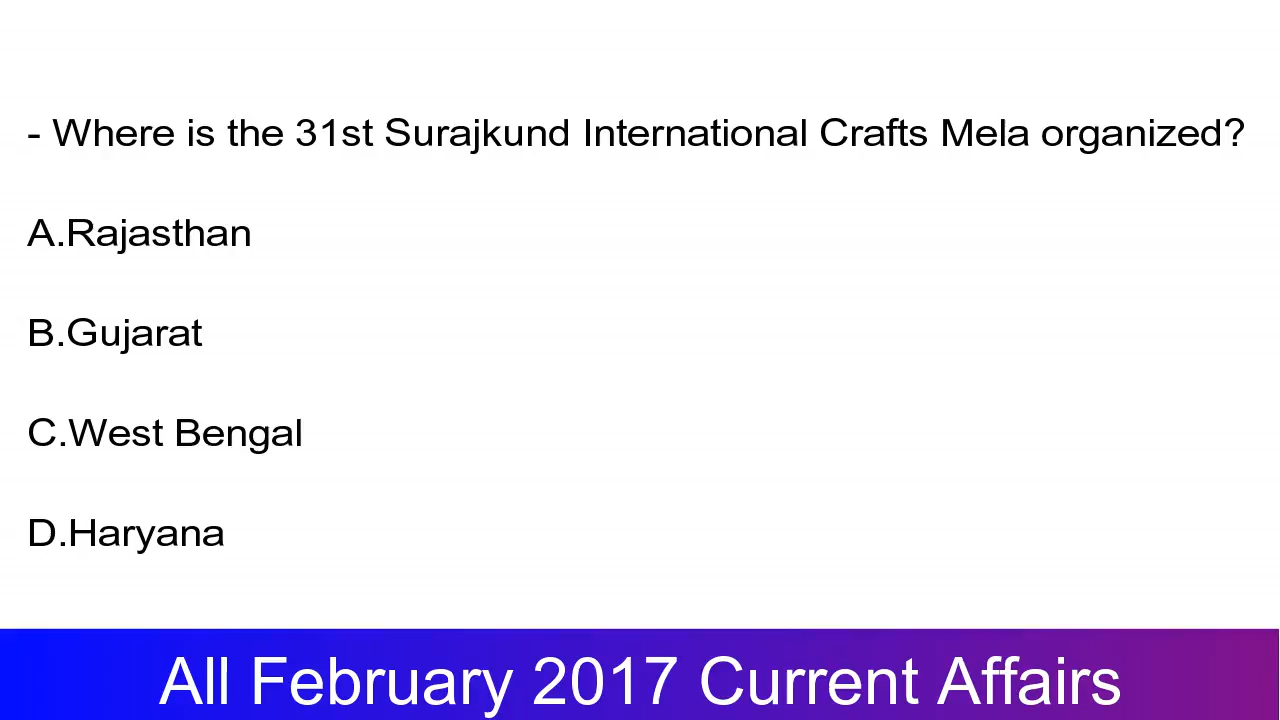 - Where is the 31st Surajkund International Crafts Mela organized?
A.Rajasthan
B.Gujarat
C.West Bengal
D.Haryana
All February 2017 Current Affairs